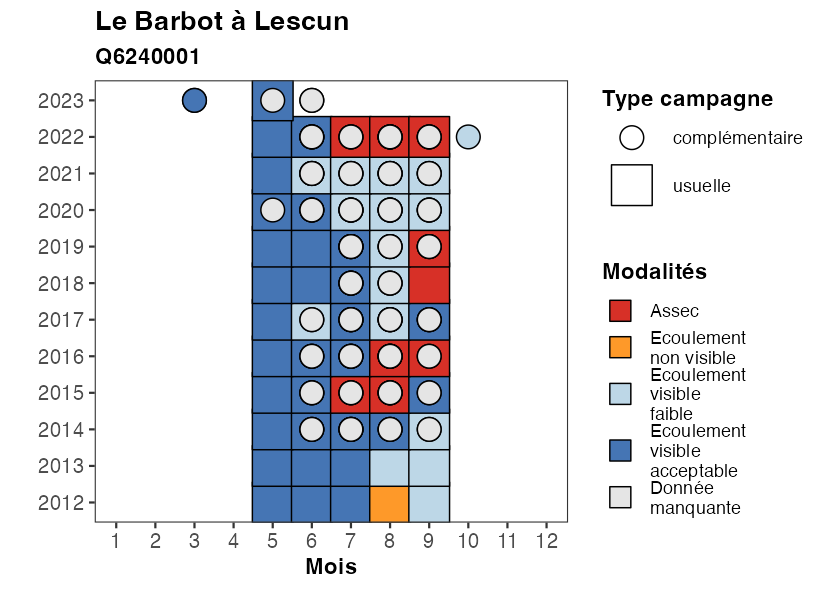 Le Barbot à Lescun
Q6240001
2023
2022
2021
2020
2019
2018
2017
2016
2015
2014
2013
2012
1 2 3 4 5 6 7 8 9 10 11 12
Mois
Type campagne
complémentaire
usuelle
Modalités
Assec
Ecoulement
non visible
Ecoulement
visible
faible
Ecoulement
visible
acceptable
Donnée
manquante